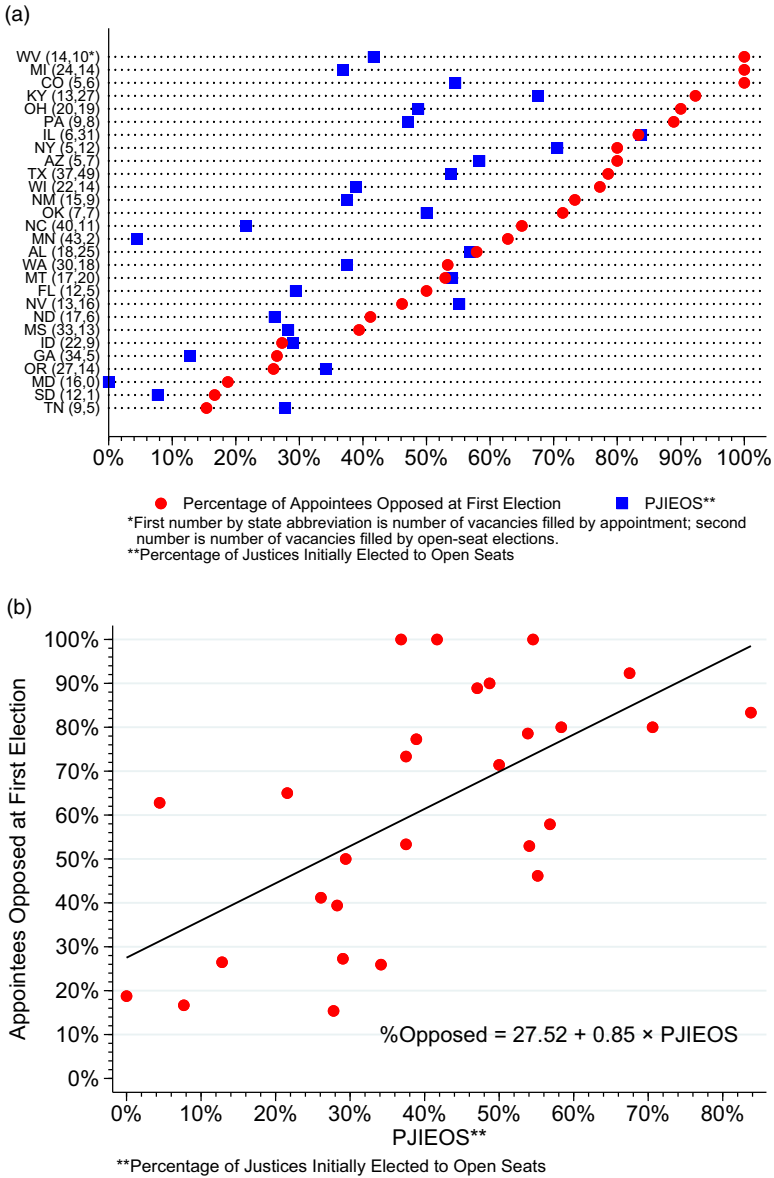 (a)
WV (14,10*)
MI (24,14)
CO (5,6)
KY (13,27)
OH (20,19)
PA (9,8)
IL (6,31)
NY (5,12)
AZ (5,7)
TX (37,49)
WI (22,14)
NM (15,9)
OK (7,7)
NC (40,11)
MN (43,2)
AL (18,25)
WA (30,18)
MT (17,20)
FL (12,5)
NV (13,16)
ND (17,6)
MS (33,13)
ID (22,9)
GA (34,5)
OR (27,14)
MD (16,0)
SD (12,1)
TN (9,5)
0% 10% 20% 30% 40% 50% 60% 70% 80% 90% 100%
Percentage of Appointees Opposed at First Election PJIEOS**
*First number by state abbreviation is number of vacancies filled by appointment; second
number is number of vacancies filled by open-seat elections.
**Percentage of Justices Initially Elected to Open Seats
(b)
Appointees Opposed at First Election
100%
90%
80%
70%
60%
50%
40%
30%
20%
10%
0%
%Opposed = 27.52 + 0.85 × PJIEOS
0% 10% 20% 30% 40% 50% 60% 70% 80%
PJIEOS**
**Percentage of Justices Initially Elected to Open Seats